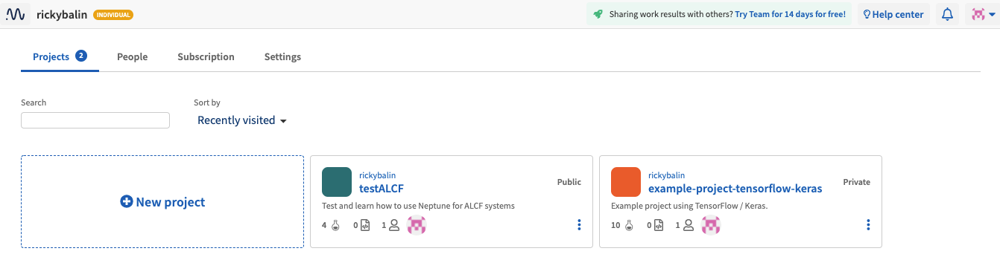 rickybalin INDIVIDUAL Sharing work results with others? Try Team for 14 days for free! Help center
Projects 2 People Subscription Settings
Search Sort by
Recently visited
New project
rickybalin
testALCF
Public
Test and learn how to use Neptune for ALCF systems
4 0 1
rickybalin
example-project-tensorflow-keras
Private
Example project using TensorFlow / Keras.
10 0 1